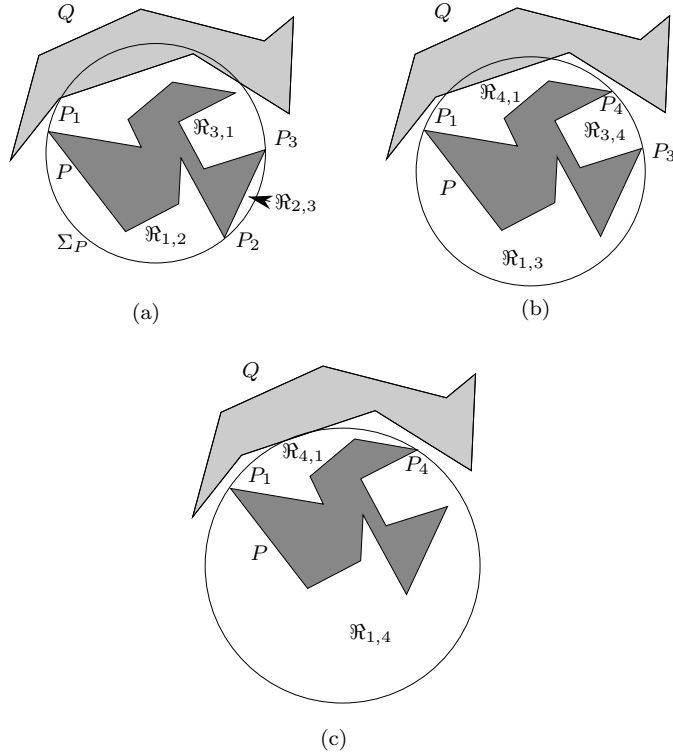 Q
P₁
ℜ₃,₁
P₃
P
ℜ₂,₃
ℜ₁,₂
Σ_P
P₂
(a)
Q
ℜ₄,₁
P₁
P₄
ℜ₃,₄
P₃
P
ℜ₁,₃
(b)
Q
ℜ₄,₁
P₁
P₄
P
ℜ₁,₄
(c)